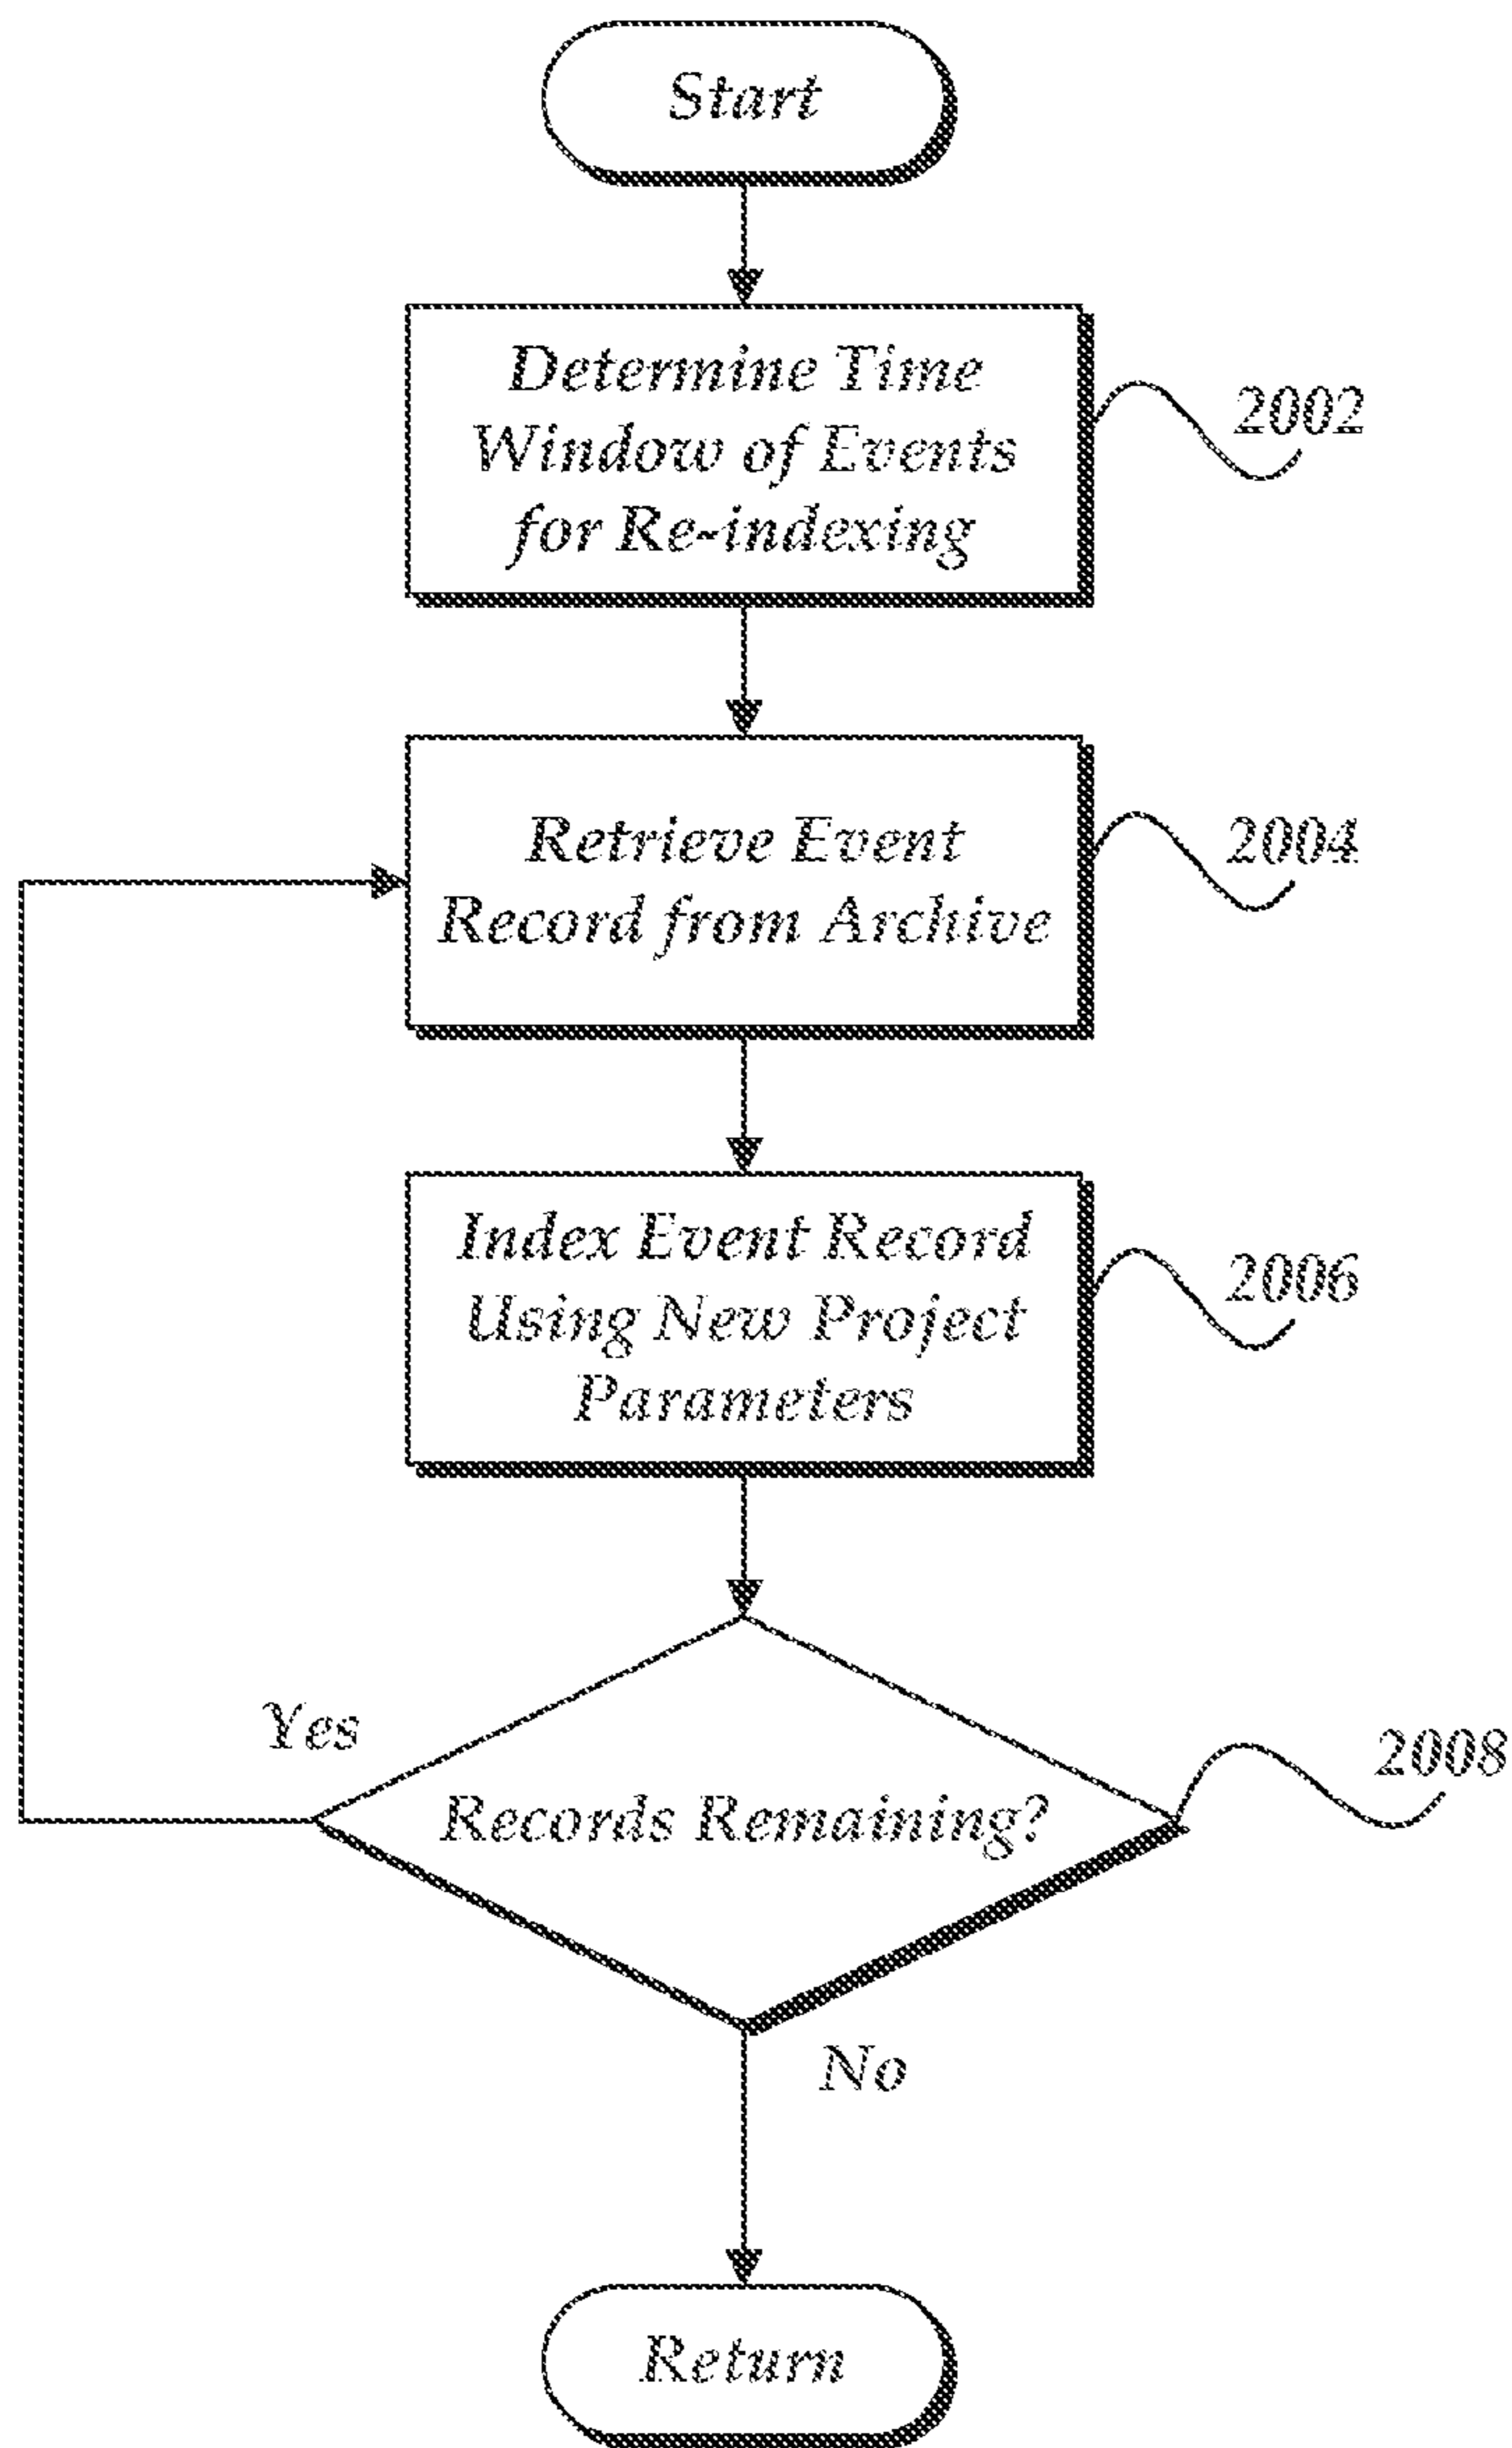 Start
Determine Time
Window of Events
for Re-indexing
2002
Retrieve Event
Record from Archive
2004
Index Event Record
Using New Project
Parameters
2006
Yes
Records Remaining?
2008
No
Return